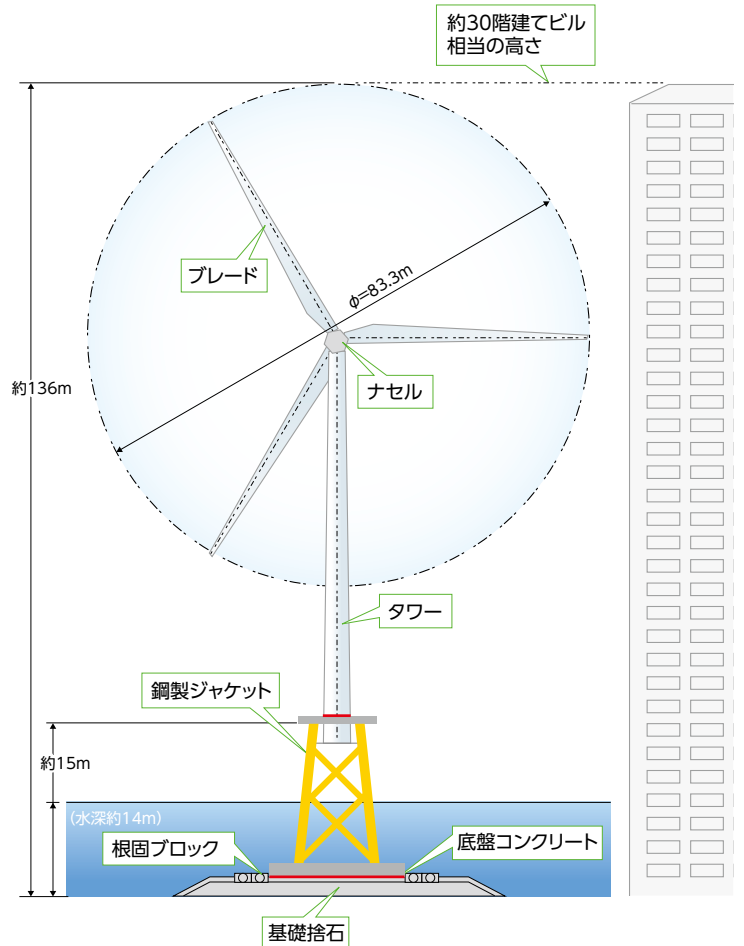 約30階建てビル
相当の高さ
ブレード
φ=83.3m
ナセル
約136m
タワー
鋼製ジャケット
約15m
(水深約14m)
根固ブロック
底盤コンクリート
基礎捨石